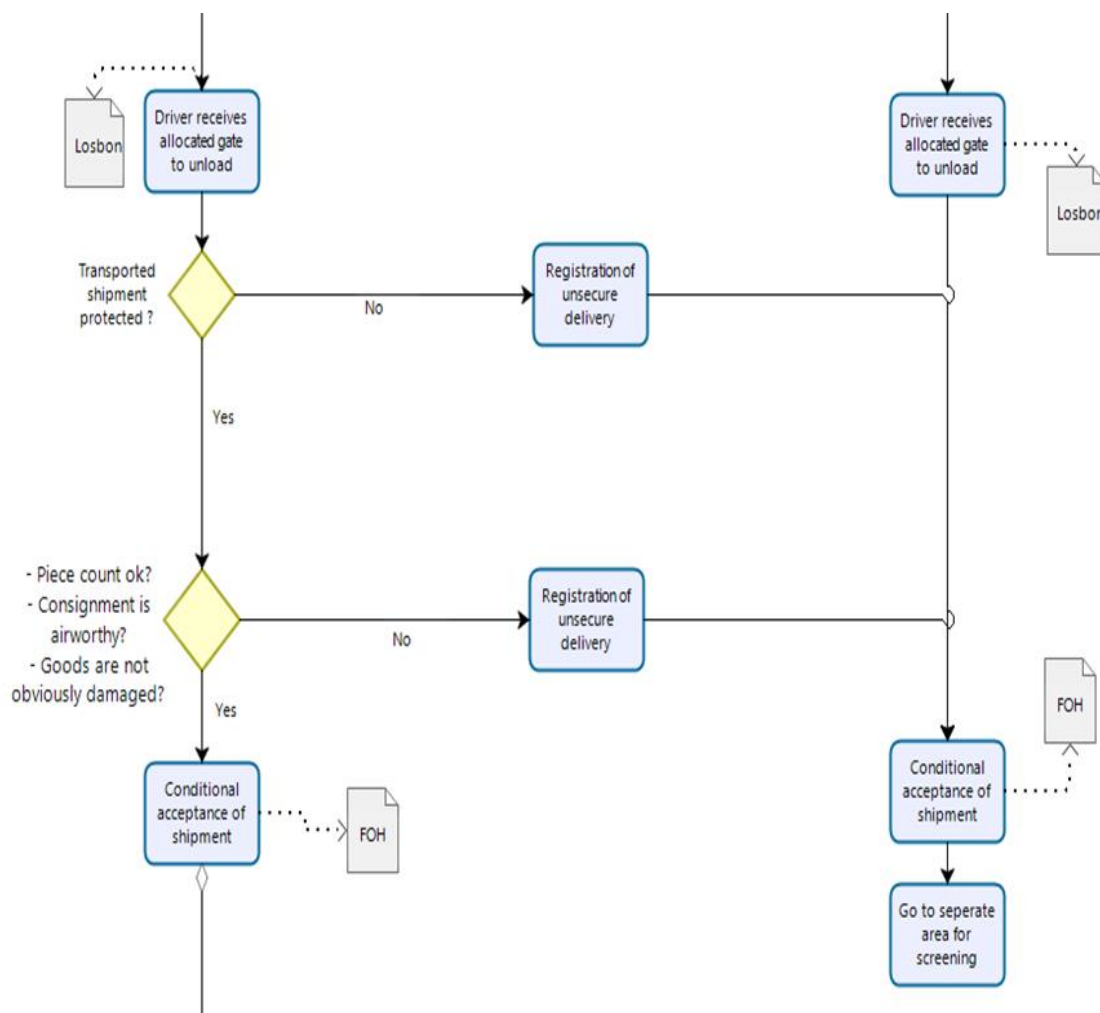 Driver receives
allocated gate
to unload
Losbon
Driver receives
allocated gate
to unload
Losbon
Transported
shipment
protected ?
No
Registration of
unsecure
delivery
Yes
- Piece count ok?
- Consignment is
airworthy?
- Goods are not
obviously damaged?
No
Registration of
unsecure
delivery
Yes
Conditional
acceptance of
shipment
FOH
FOH
Conditional
acceptance of
shipment
Go to seperate
area for
screening